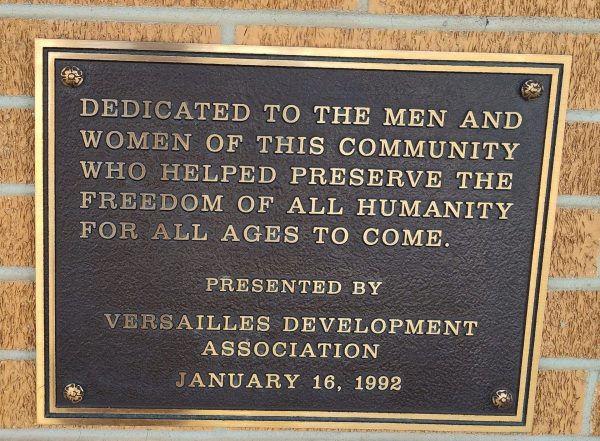 DEDICATED TO THE MEN AND
WOMEN OF THIS COMMUNITY
WHO HELPED PRESERVE THE
FREEDOM OF ALL HUMANITY
FOR ALL AGES TO COME.
PRESENTED BY
VERSAILLES DEVELOPMENT
ASSOCIATION
JANUARY 16, 1992